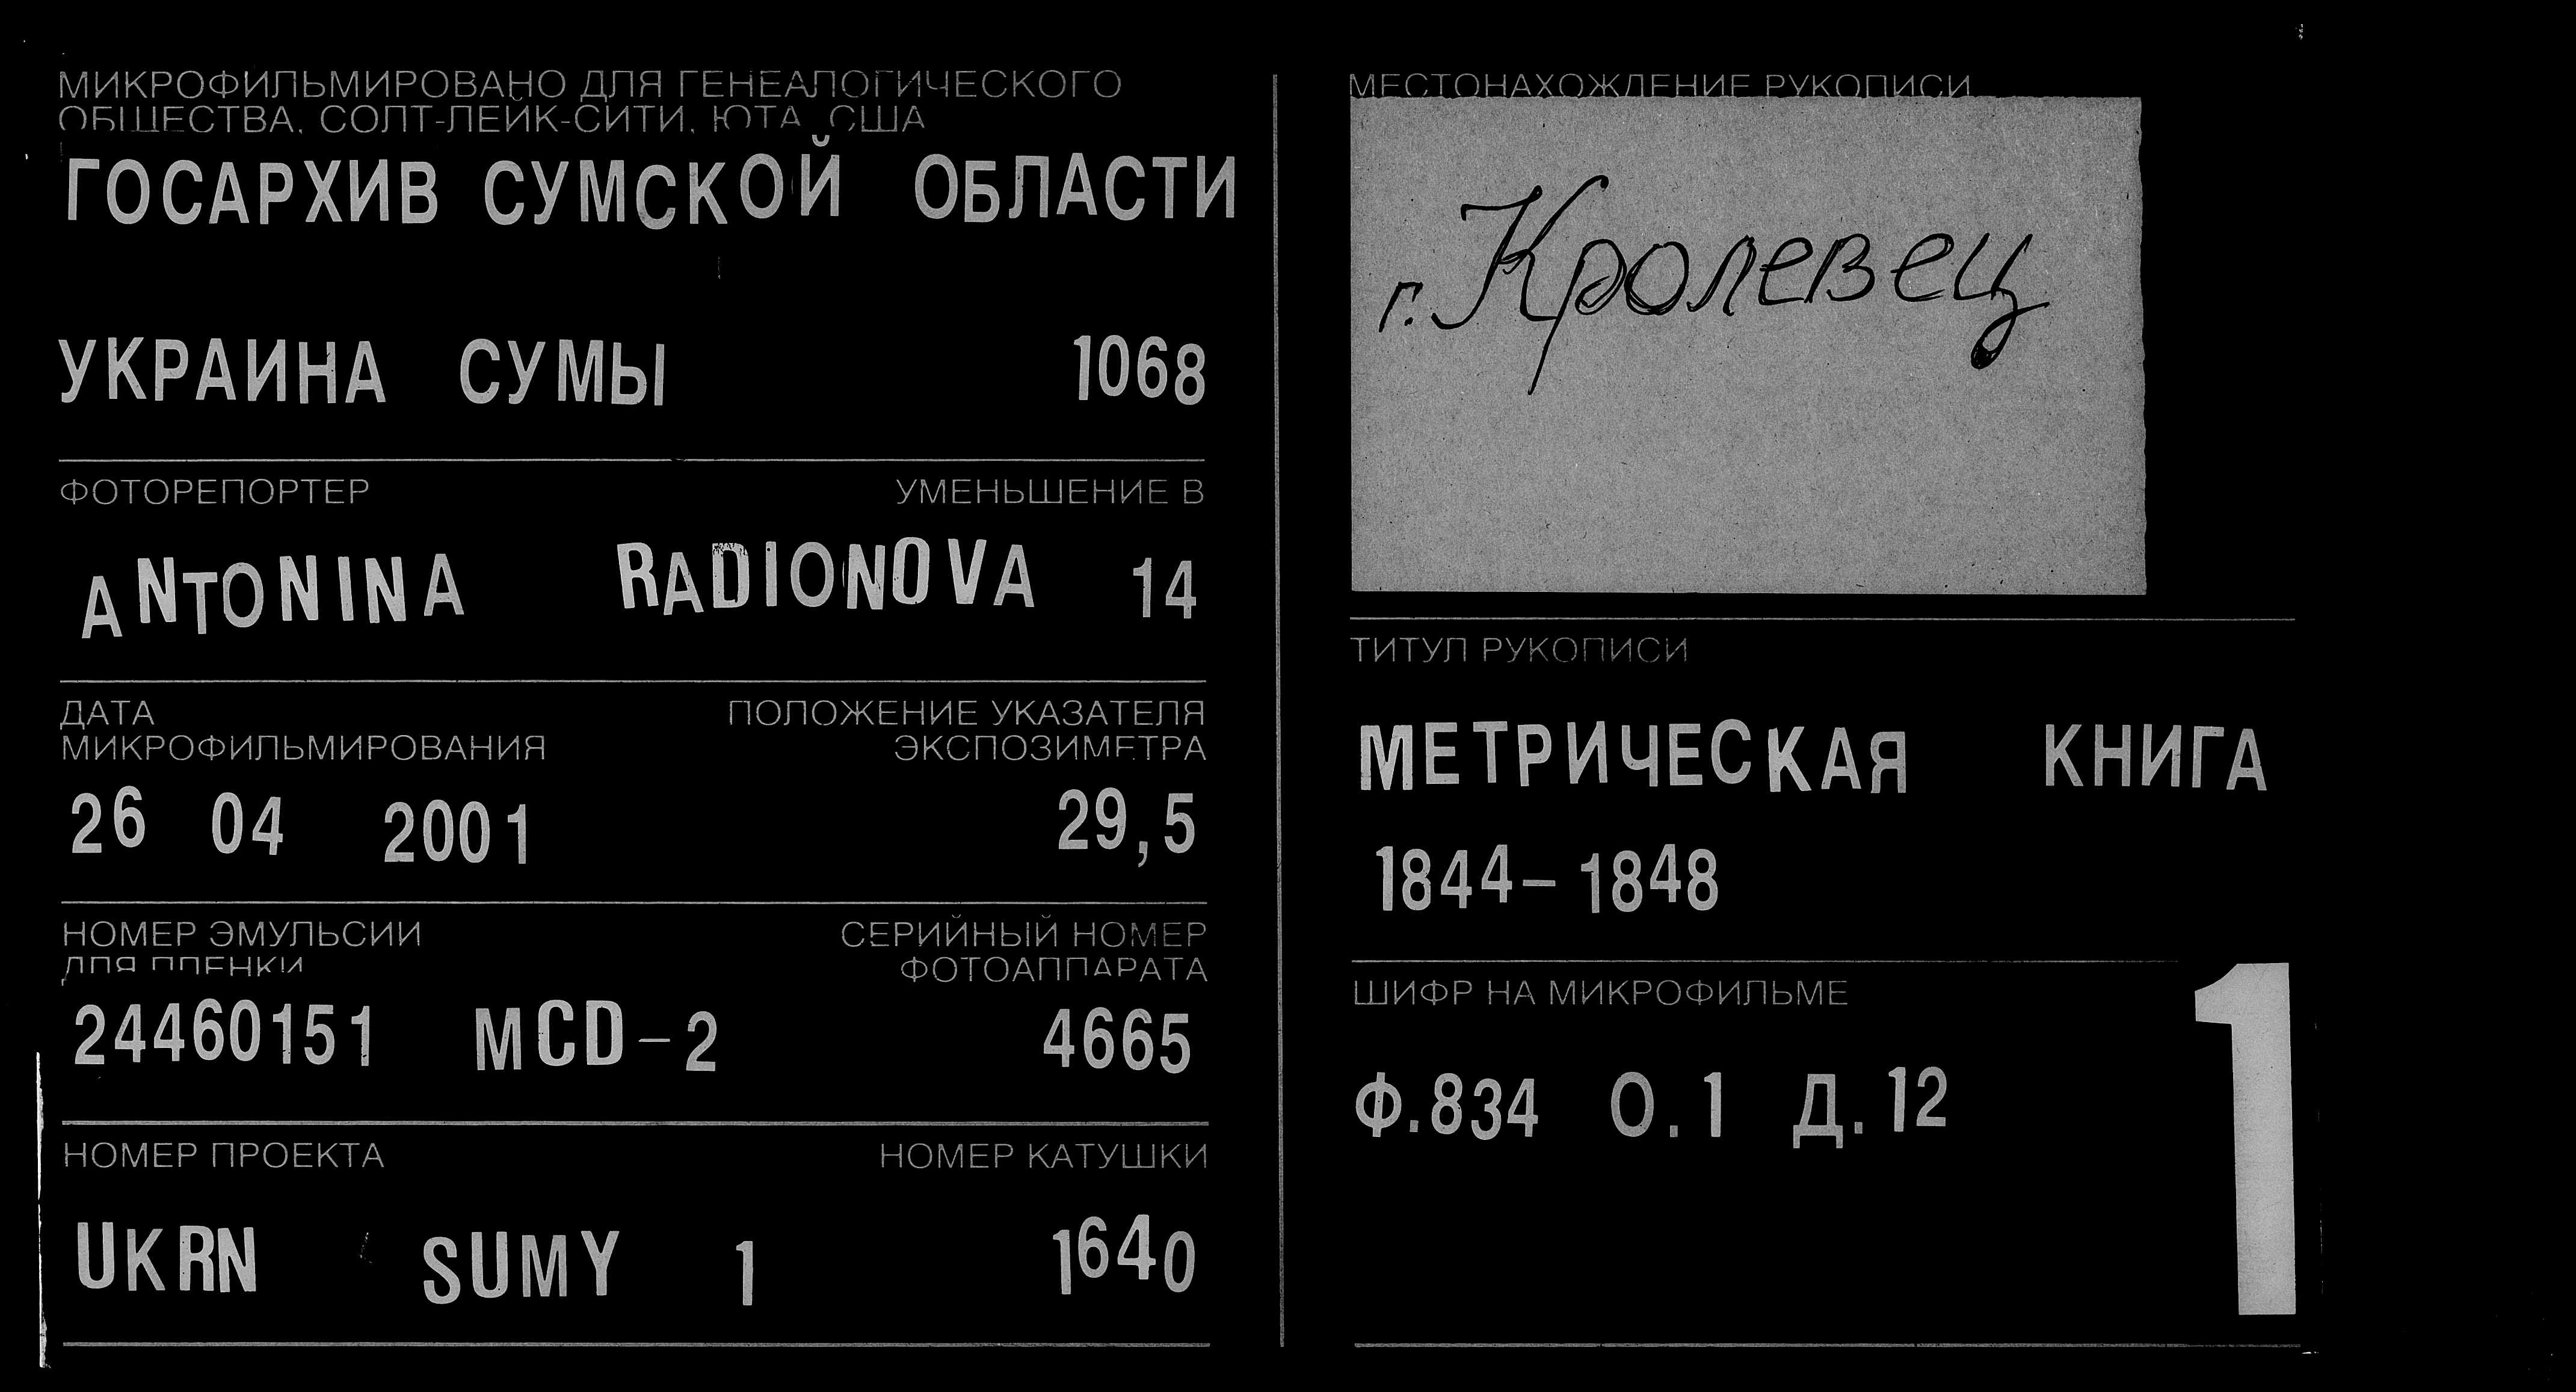 МИКРОФИЛЬМИРОВАНО ДЛЯ ГЕНЕАЛОГИЧЕСКОГО
ОБЩЕСТВА, СОЛТ-ЛЕЙК-СИТИ, ЮТА, США
ГОСАРХИВ СУМСКОЙ ОБЛАСТИ
УКРАИНА СУМЫ 1068
ФОТОРЕПОРТЕР УМЕНЬШЕНИЕ В
ANTONINA RADIONOVA 14
ДАТА ПОЛОЖЕНИЕ УКАЗАТЕЛЯ
МИКРОФИЛЬМИРОВАНИЯ ЭКСПОЗИМЕТРА
26 04 2001 29,5
НОМЕР ЭМУЛЬСИИ СЕРИЙНЫЙ НОМЕР
ДЛЯ ПЛЕНКИ ФОТОАППАРАТА
24460151 MCD-2 4665
НОМЕР ПРОЕКТА НОМЕР КАТУШКИ
UKRN SUMY 1 1640
МЕСТОНАХОЖДЕНИЕ РУКОПИСИ
г. Кролевец
ТИТУЛ РУКОПИСИ
МЕТРИЧЕСКАЯ КНИГА
1844-1848
ШИФР НА МИКРОФИЛЬМЕ
Ф.834 О.1 Д.12
1